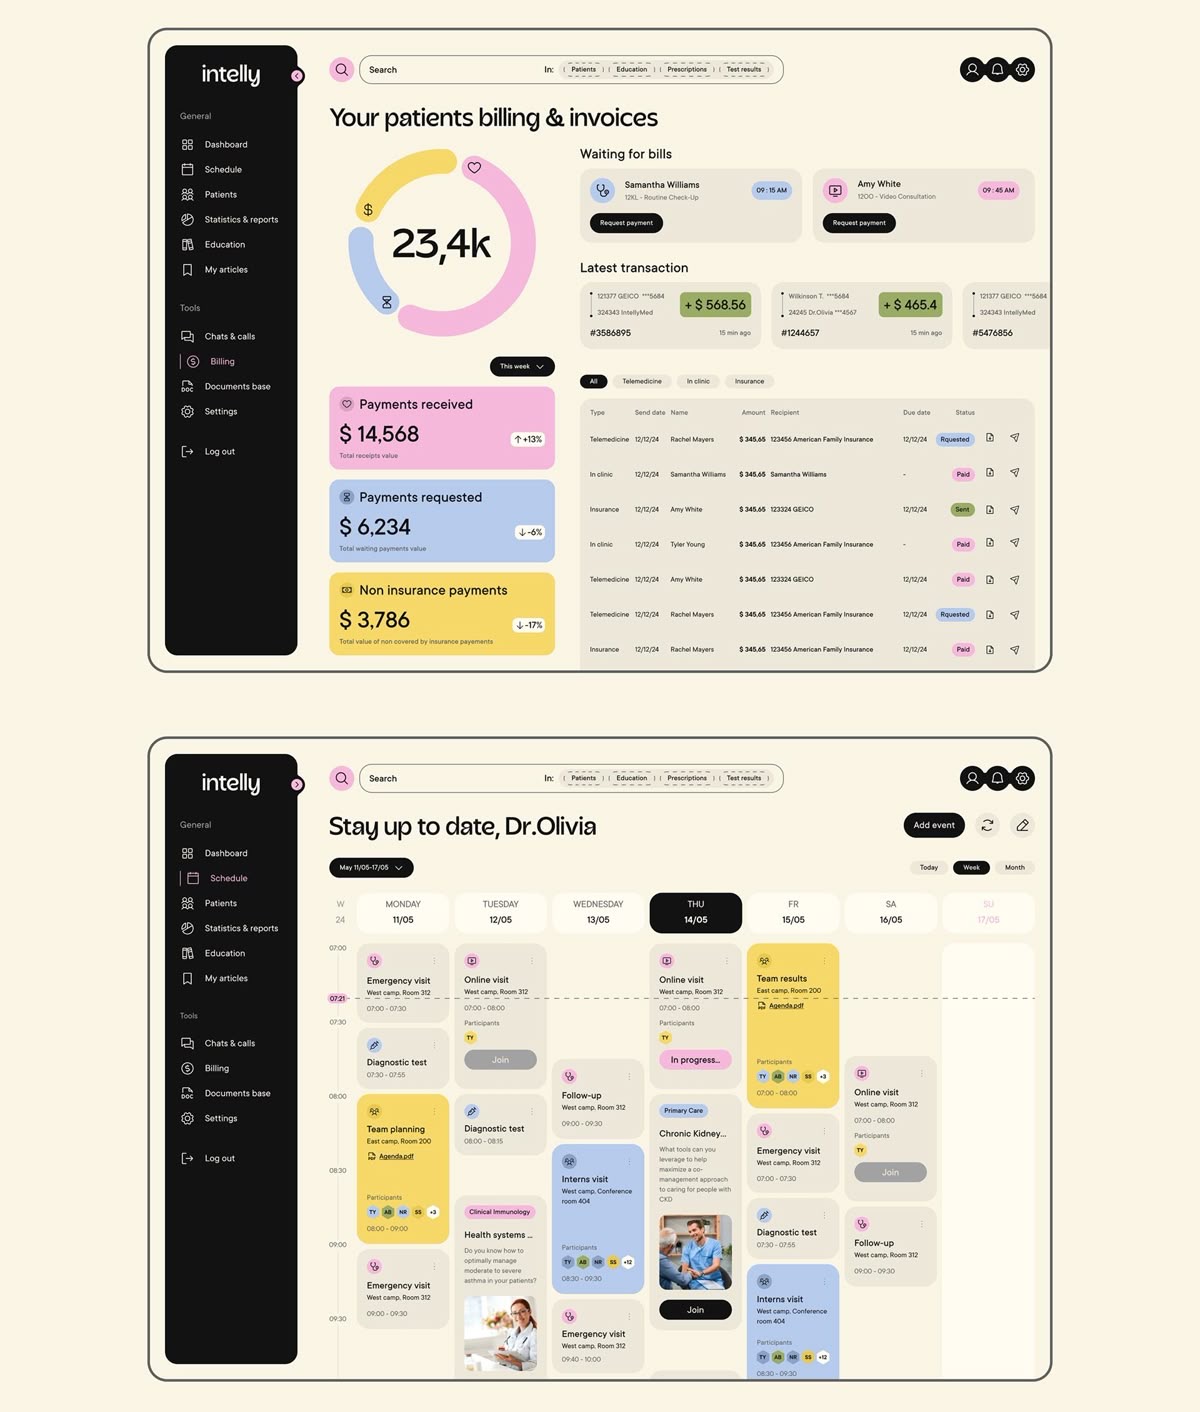 intelly
General
Dashboard
Schedule
Patients
Statistics & reports
Education
My articles
Tools
Chats & calls
Billing
Documents base
Settings
Log out
Search
In: Patients Education Prescriptions Test results
Your patients billing & invoices
$
23,4k
This week
Payments received
$ 14,568
+13%
Total receipts value
Payments requested
$ 6,234
-6%
Total waiting payments value
Non insurance payments
$ 3,786
-17%
Total value of non covered by insurance payements
Waiting for bills
Samantha Williams
12XL - Routine Check-Up
09 : 15 AM
Request payment
Amy White
12OO - Video Consultation
09 : 45 AM
Request payment
Latest transaction
121377 GEICO ***5684
324343 IntellyMed
+ $ 568.56
#3586895
15 min ago
Wilkinson T. ***5684
24245 Dr.Olivia ***4567
+ $ 465.4
#1244657
15 min ago
121377 GEICO ***5684
324343 IntellyMed
#5476856
All Telemedicine In clinic Insurance
Type Send date Name Amount Recipient Due date Status
Telemedicine 12/12/24 Rachel Mayers $ 345,65 123456 American Family Insurance 12/12/24 Rquested
In clinic 12/12/24 Samantha Williams $ 345,65 Samantha Williams - Paid
Insurance 12/12/24 Amy White $ 345,65 123324 GEICO 12/12/24 Sent
In clinic 12/12/24 Tyler Young $ 345,65 123456 American Family Insurance - Paid
Telemedicine 12/12/24 Amy White $ 345,65 123324 GEICO 12/12/24 Paid
Telemedicine 12/12/24 Rachel Mayers $ 345,65 123456 American Family Insurance 12/12/24 Rquested
Insurance 12/12/24 Rachel Mayers $ 345,65 123456 American Family Insurance 12/12/24 Paid
intelly
General
Dashboard
Schedule
Patients
Statistics & reports
Education
My articles
Tools
Chats & calls
Billing
DOC
Documents base
Settings
Log out
Search
In: Patients Education Prescriptions Test results
Stay up to date, Dr.Olivia
Add event
May 11/05-17/05
Today Week Month
W
24
MONDAY
11/05
TUESDAY
12/05
WEDNESDAY
13/05
THU
14/05
FR
15/05
SA
16/05
SU
17/05
07:00
07:21
07:30
08:00
08:30
09:00
09:30
Emergency visit
West camp, Room 312
07:00 - 07:30
Diagnostic test
07:30 - 07:55
Team planning
East camp, Room 200
Agenda.pdf
Participants
TY AB NR SS +3
08:00 - 09:00
Emergency visit
West camp, Room 312
09:00 - 09:30
Online visit
West camp, Room 312
07:00 - 08:00
Participants
TY
Join
Diagnostic test
08:00 - 08:15
Clinical Immunology
Health systems ...
Do you know how to
optimally manage
moderate to severe
asthma in your patients?
Follow-up
West camp, Room 312
09:00 - 09:30
Interns visit
West camp, Conference
room 404
Participants
TY AB NR SS +12
08:30 - 09:30
Emergency visit
West camp, Room 312
09:40 - 10:00
Online visit
West camp, Room 312
07:00 - 08:00
Participants
TY
In progress...
Primary Care
Chronic Kidney...
What tools can you
leverage to help
maximize a co-
management approach
to caring for people with
CKD
Join
Team results
East camp, Room 200
Agenda.pdf
Participants
TY AB NR SS +3
07:00 - 08:00
Emergency visit
West camp, Room 312
07:00 - 07:30
Diagnostic test
07:30 - 07:55
Interns visit
West camp, Conference
room 404
Participants
TY AB NR SS +12
08:30 - 09:30
Online visit
West camp, Room 312
07:00 - 08:00
Participants
TY
Join
Follow-up
West camp, Room 312
09:00 - 09:30